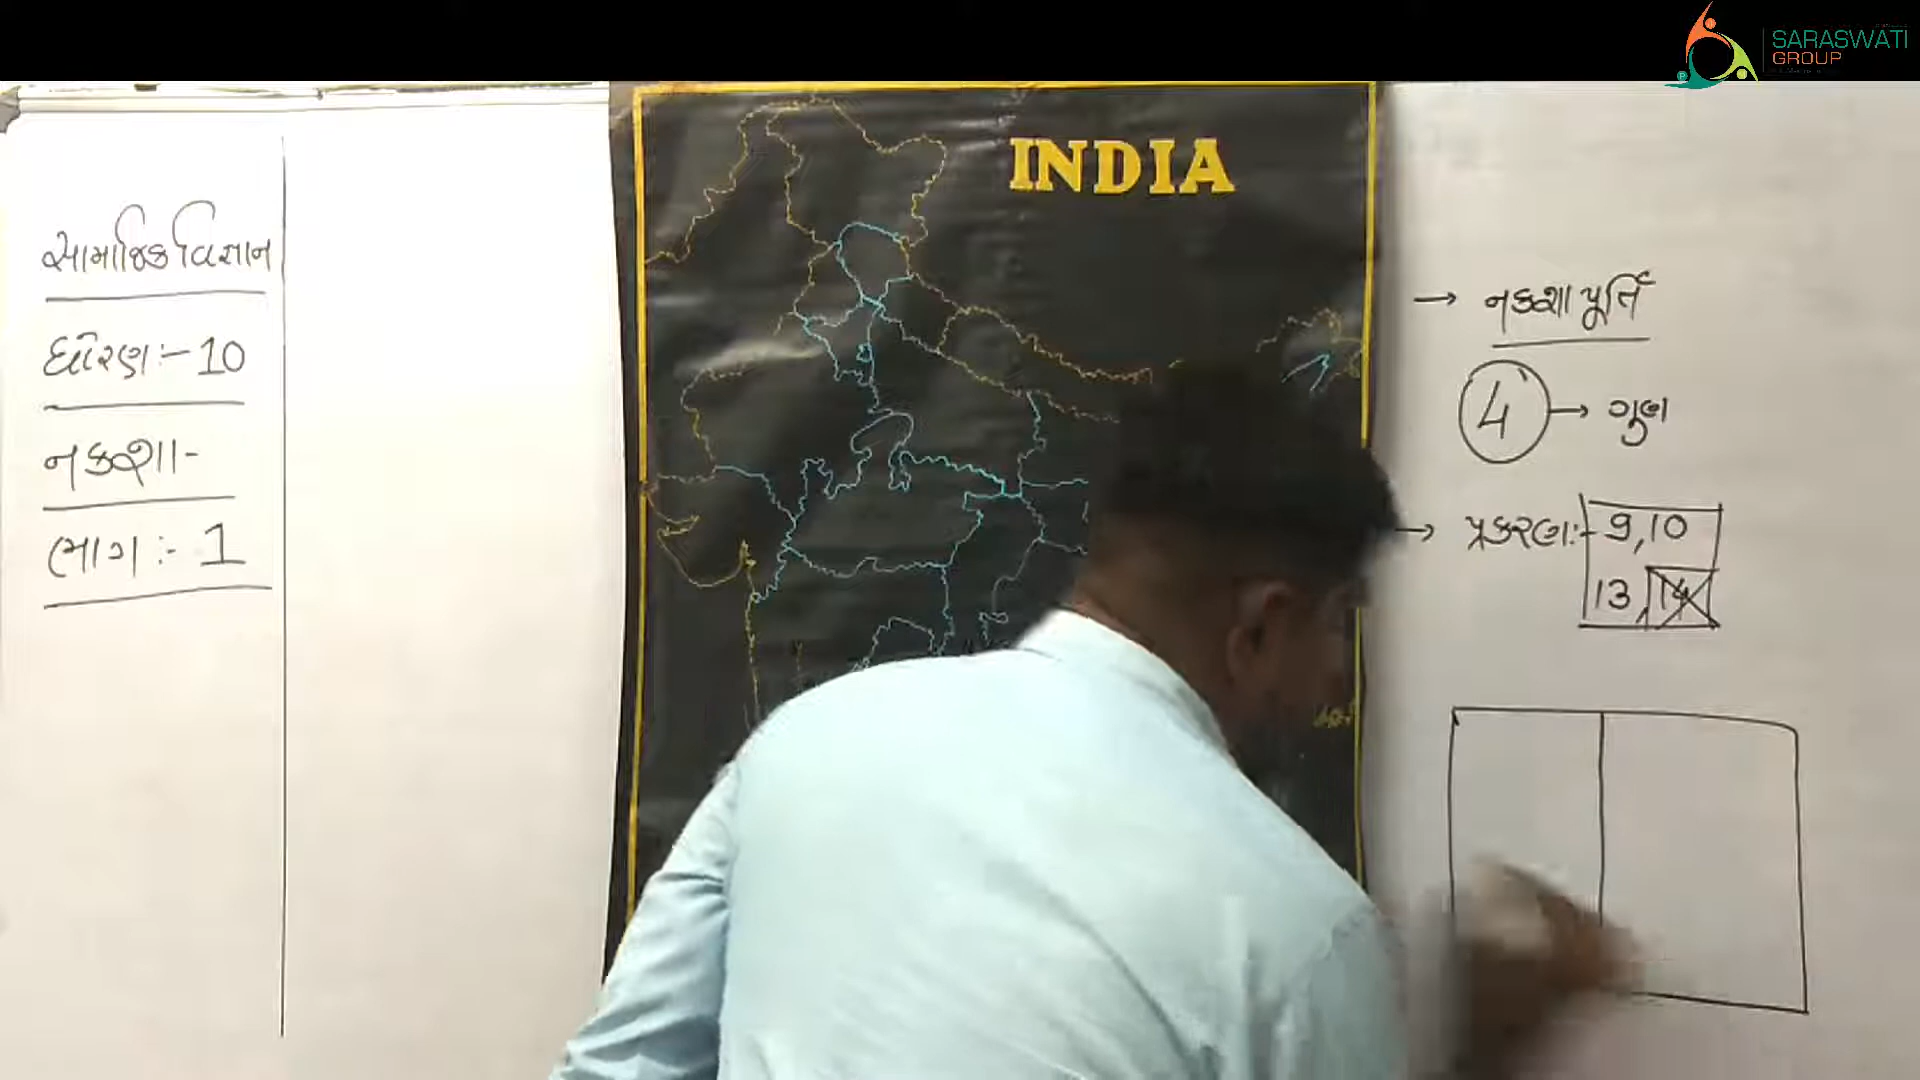 SARASWATI
GROUP
સામાજિક વિજ્ઞાન
ધોરણ :- 10
નકશા -
ભાગ :- 1
INDIA
→ નકશા પૂર્તિ
4 → ગુણ
→ પ્રકરણ :- 9, 10
13, 14